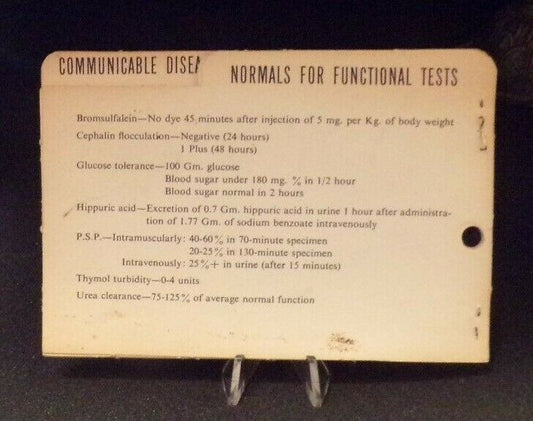 COMMUNICABLE
NORMALS FOR FUNCTIONAL TESTS
Bromsulfalein—No dye 45 minutes after injection of 5 mg. per Kg. of body weight
Cephalin flocculation—Negative (24 hours)
1 Plus (48 hours)
Glucose tolerance—100 Gm. glucose
Blood sugar under 180 mg. % in 1/2 hour
Blood sugar normal in 2 hours
Hippuric acid—Excretion of 0.7 Gm. hippuric acid in urine 1 hour after administra-
tion of 1.77 Gm. of sodium benzoate intravenously
P.S.P.—Intramuscularly: 40-60% in 70-minute specimen
20-25% in 130-minute specimen
Intravenously: 25%+ in urine (after 15 minutes)
Thymol turbidity—0-4 units
Urea clearance—75-125% of average normal function